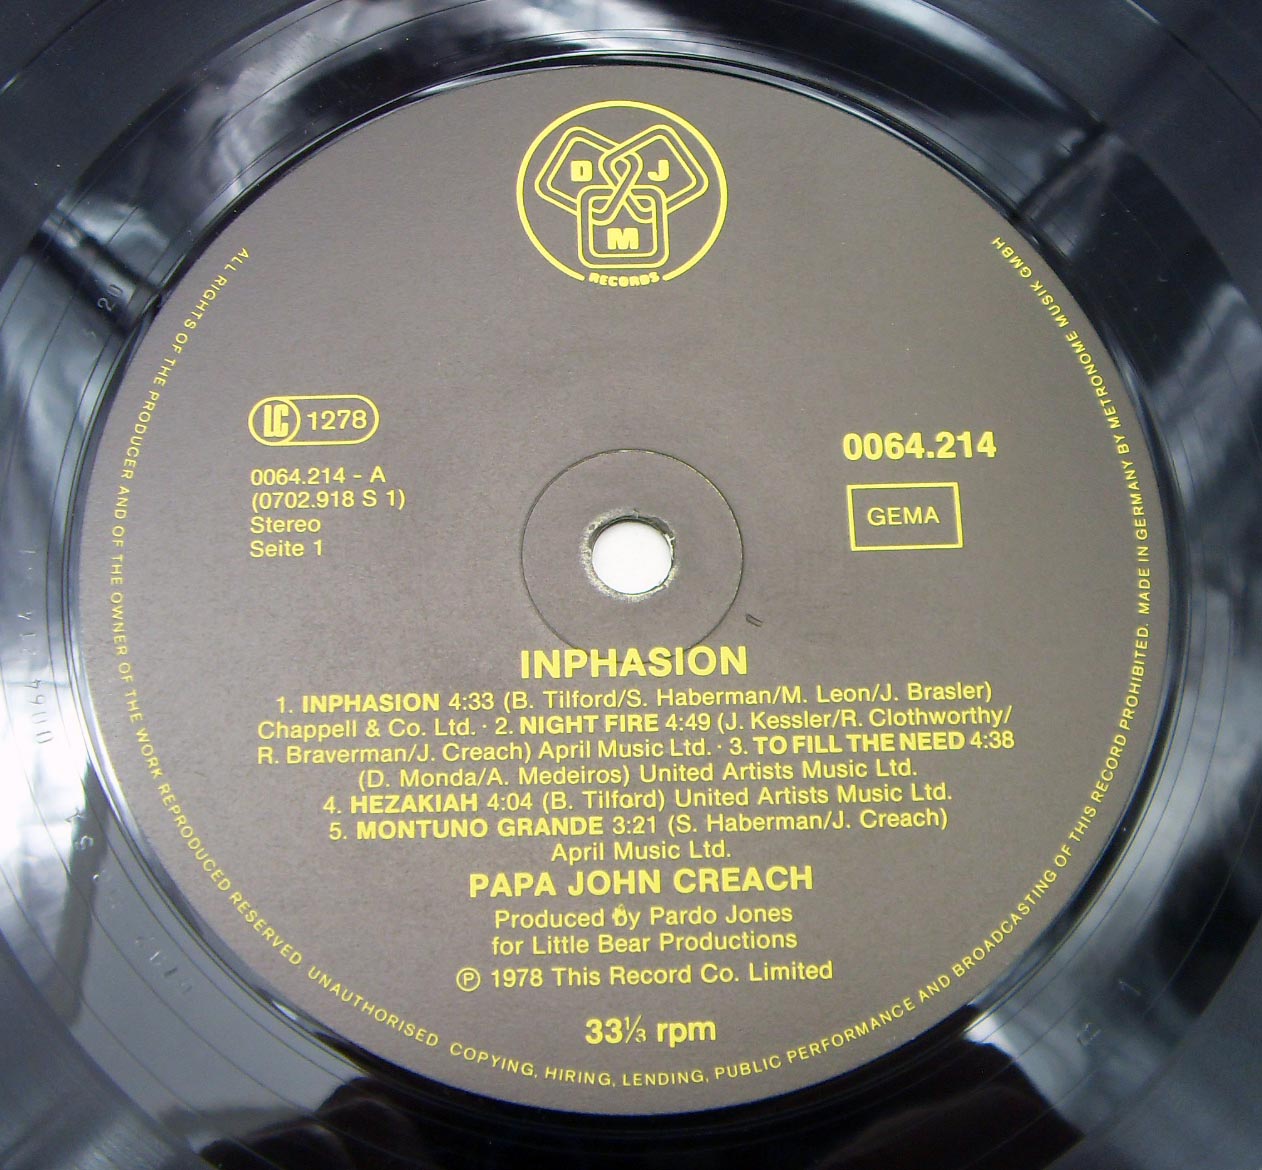 D J
M
RECORDS
LC 1278
0064.214 - A
(0702.918 S 1)
Stereo
Seite 1
0064.214
GEMA
INPHASION
1. INPHASION 4:33 (B. Tilford/S. Haberman/M. Leon/J. Brasler)
Chappell & Co. Ltd. · 2. NIGHT FIRE 4:49 (J. Kessler/R. Clothworthy/
R. Braverman/J. Creach) April Music Ltd. · 3. TO FILL THE NEED 4:38
(D. Monda/A. Medeiros) United Artists Music Ltd.
4. HEZAKIAH 4:04 (B. Tilford) United Artists Music Ltd.
5. MONTUNO GRANDE 3:21 (S. Haberman/J. Creach)
April Music Ltd.
PAPA JOHN CREACH
Produced by Pardo Jones
for Little Bear Productions
℗ 1978 This Record Co. Limited
33⅓ rpm
ALL RIGHTS OF THE PRODUCER AND OF THE OWNER OF THE WORK REPRODUCED RESERVED. UNAUTHORISED COPYING, HIRING, LENDING, PUBLIC PERFORMANCE AND BROADCASTING OF THIS RECORD PROHIBITED. MADE IN GERMANY BY METRONOME MUSIK GMBH